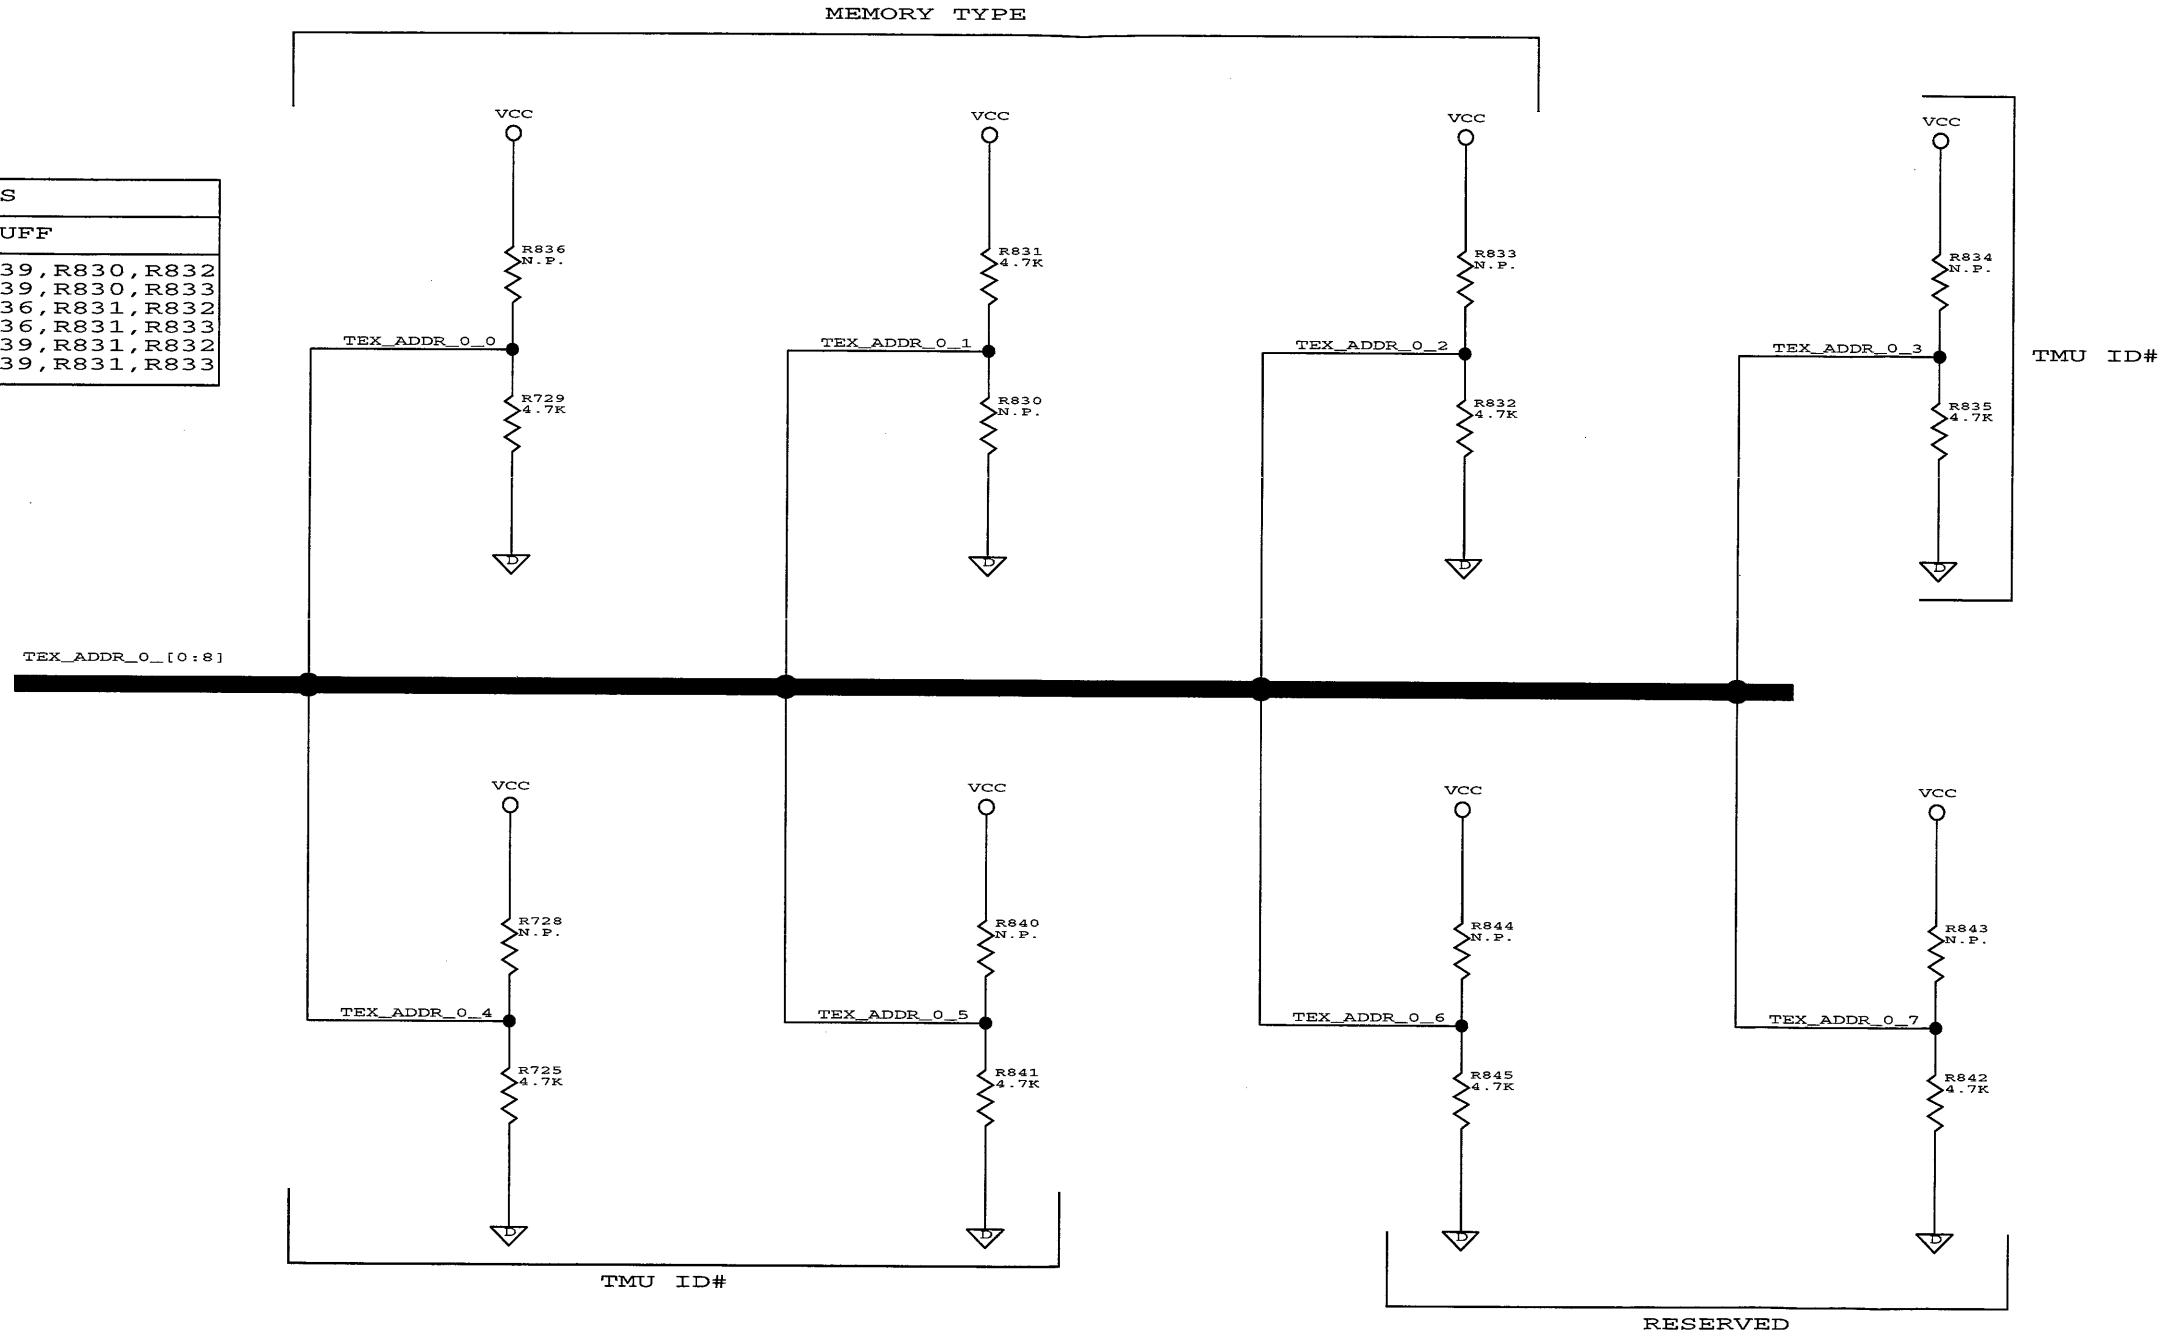 MEMORY TYPE
VCC
VCC
VCC
VCC
S
UFF
39,R830,R832
39,R830,R833
36,R831,R832
36,R831,R833
39,R831,R832
39,R831,R833
R836
N.P.
R831
4.7K
R833
N.P.
R834
N.P.
TEX_ADDR_0_0
TEX_ADDR_0_1
TEX_ADDR_0_2
TEX_ADDR_0_3
TMU ID#
R729
4.7K
R830
N.P.
R832
4.7K
R835
4.7K
D
D
D
D
TEX_ADDR_0_[0:8]
VCC
VCC
VCC
VCC
R728
N.P.
R840
N.P.
R844
N.P.
R843
N.P.
TEX_ADDR_0_4
TEX_ADDR_0_5
TEX_ADDR_0_6
TEX_ADDR_0_7
R725
4.7K
R841
4.7K
R845
4.7K
R842
4.7K
D
D
D
D
TMU ID#
RESERVED